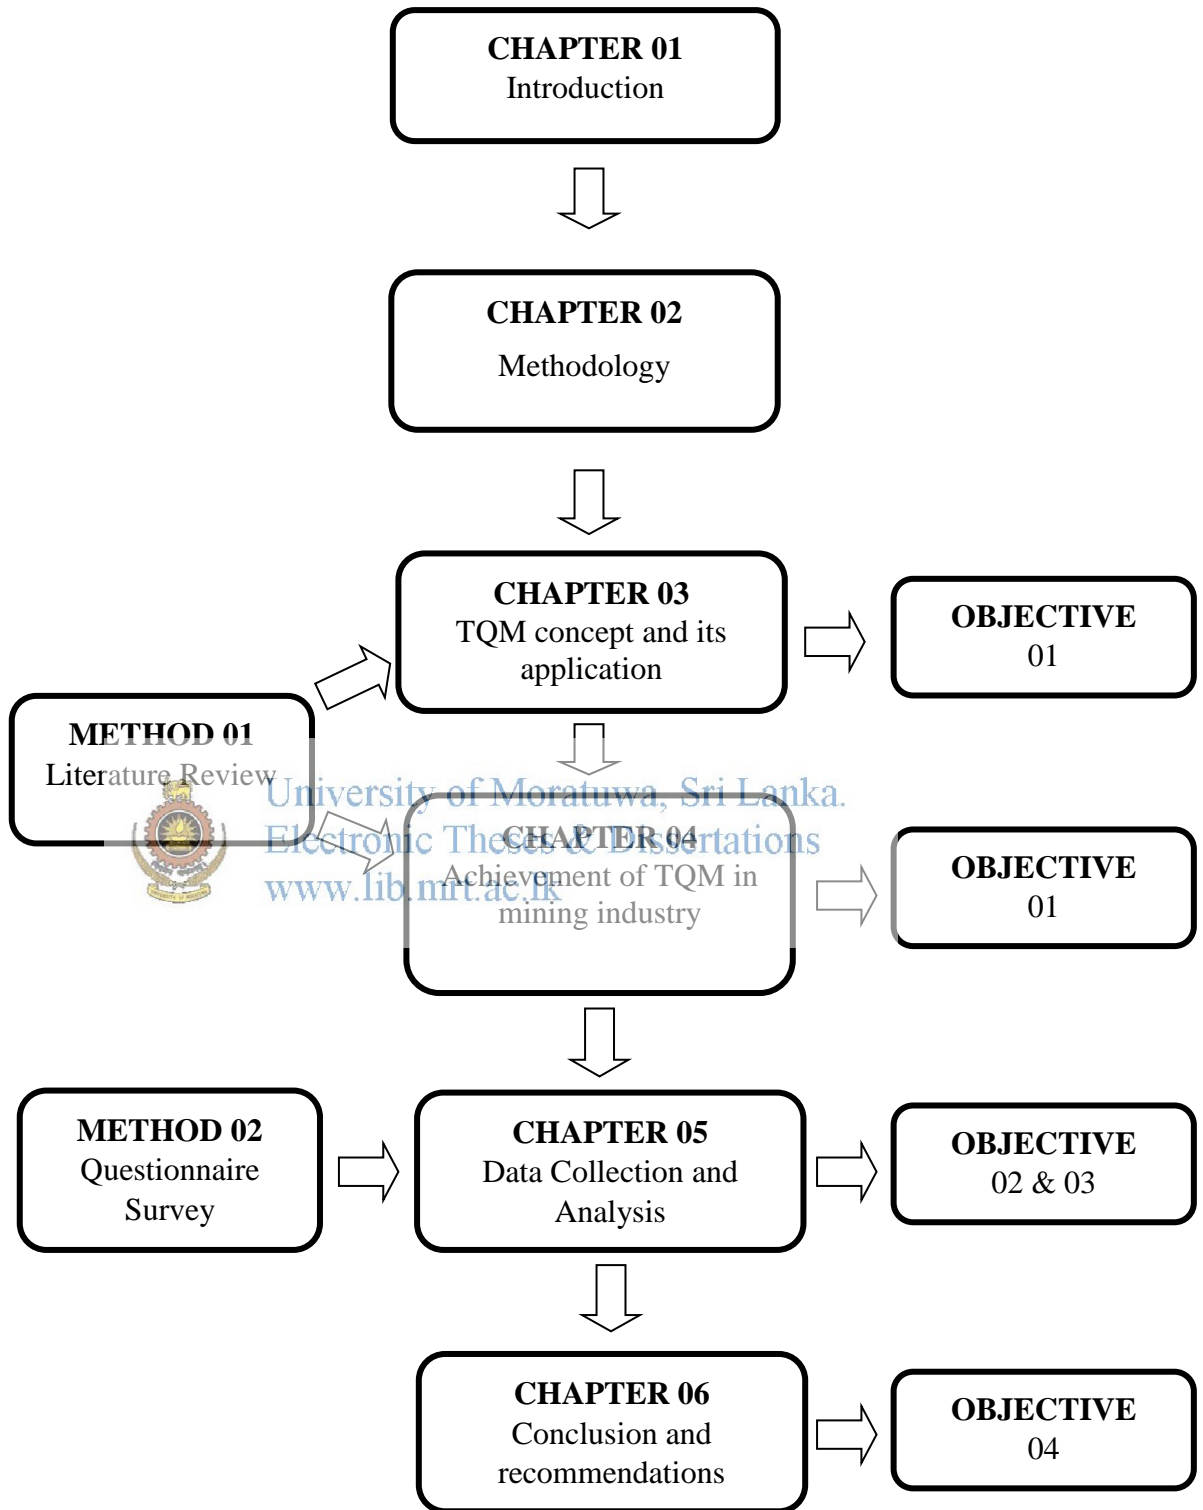 CHAPTER 01
Introduction
CHAPTER 02
Methodology
CHAPTER 03
TQM concept and its
application
OBJECTIVE
01
METHOD 01
Literature Review
University of Moratuwa, Sri Lanka.
Electronic Theses & Dissertations
www.lib.mrt.ac.lk
CHAPTER 04
Achievement of TQM in
mining industry
OBJECTIVE
01
METHOD 02
Questionnaire
Survey
CHAPTER 05
Data Collection and
Analysis
OBJECTIVE
02 & 03
CHAPTER 06
Conclusion and
recommendations
OBJECTIVE
04